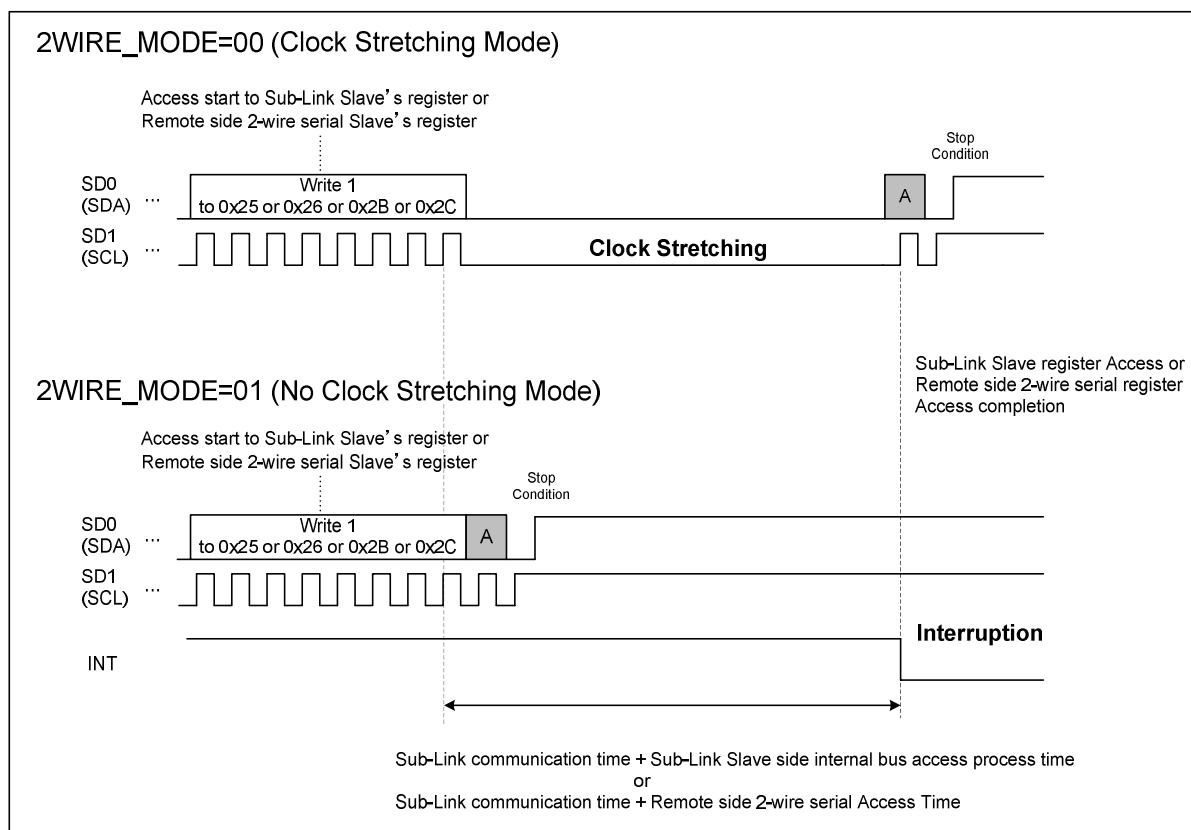 2WIRE_MODE=00 (Clock Stretching Mode)
Access start to Sub-Link Slave's register or
Remote side 2-wire serial Slave's register
Stop
Condition
SD0
(SDA) ...
Write 1
to 0x25 or 0x26 or 0x2B or 0x2C
A
SD1
(SCL) ...
Clock Stretching
Sub-Link Slave register Access or
Remote side 2-wire serial register
Access completion
2WIRE_MODE=01 (No Clock Stretching Mode)
Access start to Sub-Link Slave's register or
Remote side 2-wire serial Slave's register
Stop
Condition
SD0
(SDA) ...
Write 1
to 0x25 or 0x26 or 0x2B or 0x2C
A
SD1
(SCL) ...
Interruption
INT
Sub-Link communication time + Sub-Link Slave side internal bus access process time
or
Sub-Link communication time + Remote side 2-wire serial Access Time